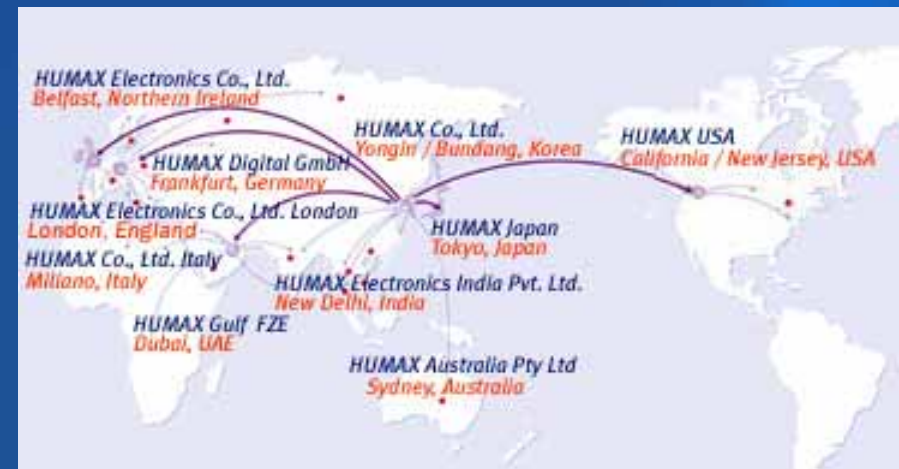 HUMAX Electronics Co., Ltd.
Belfast, Northern Ireland
HUMAX Co., Ltd.
Yongin / Bundang, Korea
HUMAX USA
California / New Jersey, USA
HUMAX Digital GmbH
Frankfurt, Germany
HUMAX Electronics Co., Ltd. London
London. England
HUMAX Japan
Tokyo, Japan
HUMAX Co., Ltd. Italy
Miliano, Italy
HUMAX Electronics India Pvt. Ltd.
New Delhi, India
HUMAX Gulf FZE
Dubai, UAE
HUMAX Australia Pty Ltd
Sydney, Australia